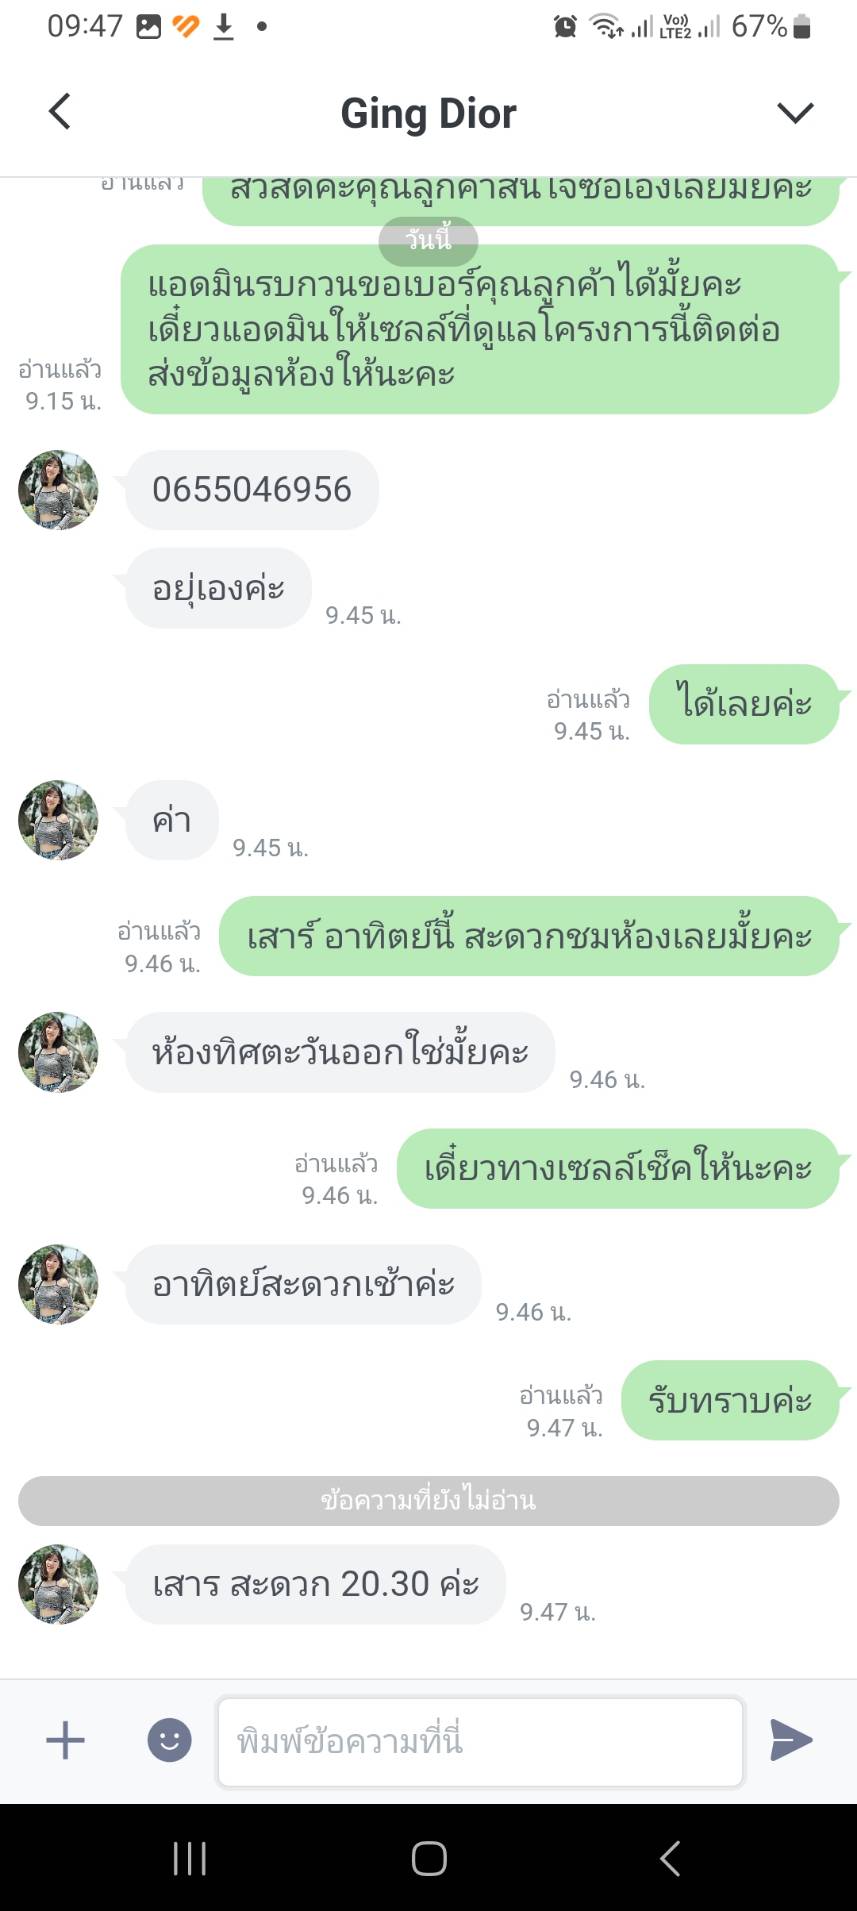 09:47
Vo)) LTE2 67%
Ging Dior
อ่านแล้ว
สวัสดีค่ะคุณลูกค้าสนใจซื้อเองเลยมั้ยคะ
วันนี้
แอดมินรบกวนขอเบอร์คุณลูกค้าได้มั้ยคะ
เดี๋ยวแอดมินให้เซลล์ที่ดูแลโครงการนี้ติดต่อ
ส่งข้อมูลห้องให้นะคะ
อ่านแล้ว
9.15 น.
0655046956
อยุ่เองค่ะ
9.45 น.
ได้เลยค่ะ
อ่านแล้ว
9.45 น.
ค่า
9.45 น.
เสาร์ อาทิตย์นี้ สะดวกชมห้องเลยมั้ยคะ
อ่านแล้ว
9.46 น.
ห้องทิศตะวันออกใช่มั้ยคะ
9.46 น.
เดี๋ยวทางเซลล์เช็คให้นะคะ
อ่านแล้ว
9.46 น.
อาทิตย์สะดวกเช้าค่ะ
9.46 น.
รับทราบค่ะ
อ่านแล้ว
9.47 น.
ข้อความที่ยังไม่อ่าน
เสาร สะดวก 20.30 ค่ะ
9.47 น.
พิมพ์ข้อความที่นี่